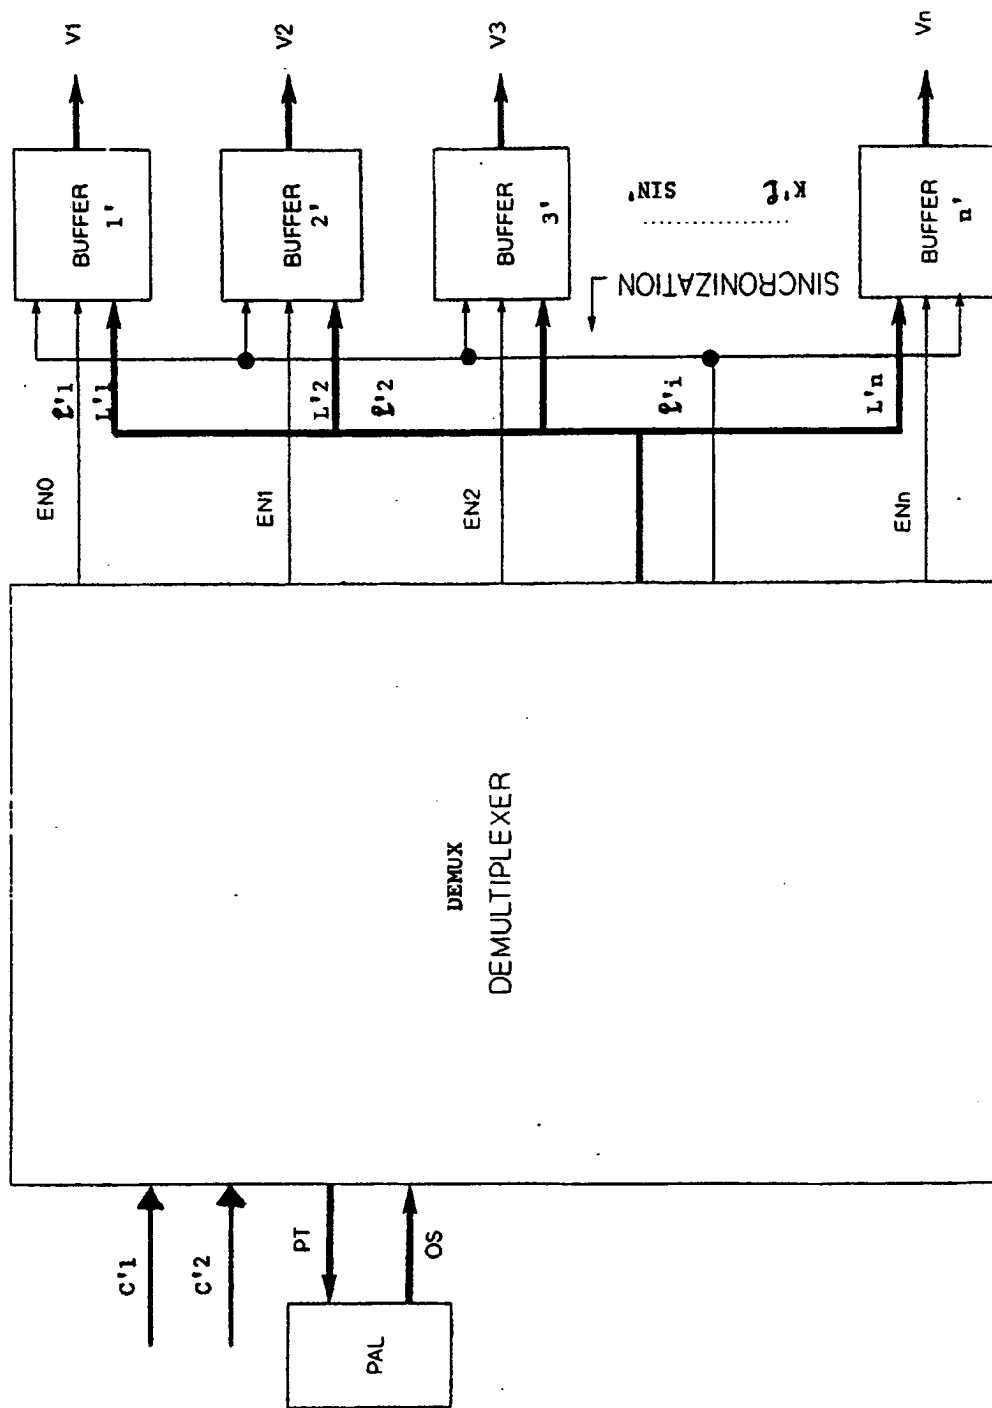 V1
V2
V3
Vn
BUFFER
1'
BUFFER
2'
BUFFER
3'
BUFFER
n'
SIN'
SINCRONIZATION
L'1
L'2
L'n
EN0
EN1
EN2
ENn
DEMUX
DEMULTIPLEXER
C'1
C'2
PT
OS
PAL
ℓ'1
ℓ'2
ℓ'i
K'ℓ